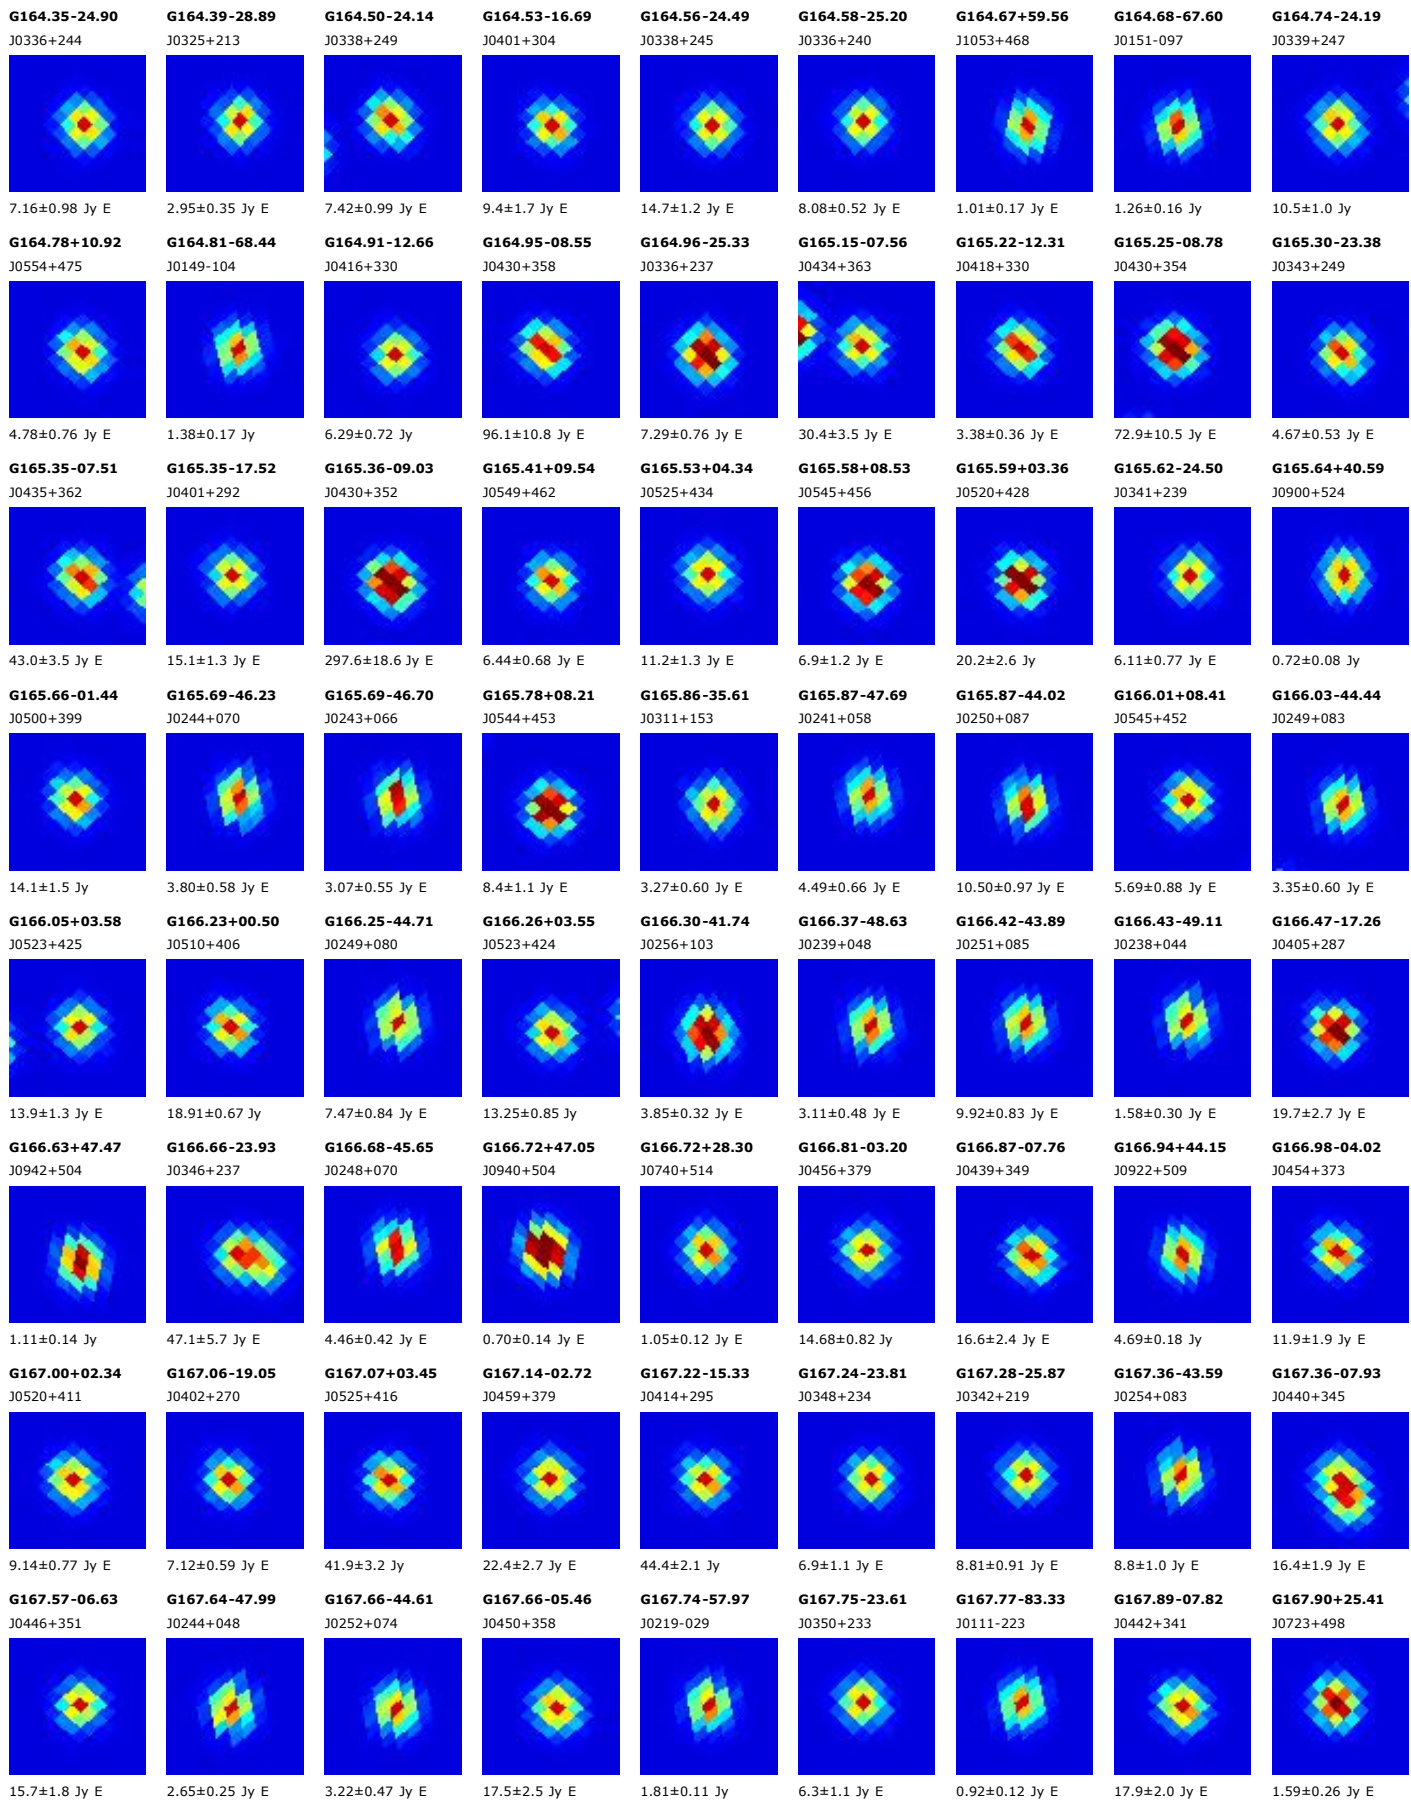 G164.35-24.90 G164.39-28.89 G164.50-24.14 G164.53-16.69 G164.56-24.49 G164.58-25.20 G164.67+59.56 G164.68-67.60 G164.74-24.19
J0336+244 J0325+213 J0338+249 J0401+304 J0338+245 J0336+240 J1053+468 J0151-097 J0339+247
7.16±0.98 Jy E 2.95±0.35 Jy E 7.42±0.99 Jy E 9.4±1.7 Jy E 14.7±1.2 Jy E 8.08±0.52 Jy E 1.01±0.17 Jy E 1.26±0.16 Jy 10.5±1.0 Jy
G164.78+10.92 G164.81-68.44 G164.91-12.66 G164.95-08.55 G164.96-25.33 G165.15-07.56 G165.22-12.31 G165.25-08.78 G165.30-23.38
J0554+475 J0149-104 J0416+330 J0430+358 J0336+237 J0434+363 J0418+330 J0430+354 J0343+249
4.78±0.76 Jy E 1.38±0.17 Jy 6.29±0.72 Jy 96.1±10.8 Jy E 7.29±0.76 Jy E 30.4±3.5 Jy E 3.38±0.36 Jy E 72.9±10.5 Jy E 4.67±0.53 Jy E
G165.35-07.51 G165.35-17.52 G165.36-09.03 G165.41+09.54 G165.53+04.34 G165.58+08.53 G165.59+03.36 G165.62-24.50 G165.64+40.59
J0435+362 J0401+292 J0430+352 J0549+462 J0525+434 J0545+456 J0520+428 J0341+239 J0900+524
43.0±3.5 Jy E 15.1±1.3 Jy E 297.6±18.6 Jy E 6.44±0.68 Jy E 11.2±1.3 Jy E 6.9±1.2 Jy E 20.2±2.6 Jy 6.11±0.77 Jy E 0.72±0.08 Jy
G165.66-01.44 G165.69-46.23 G165.69-46.70 G165.78+08.21 G165.86-35.61 G165.87-47.69 G165.87-44.02 G166.01+08.41 G166.03-44.44
J0500+399 J0244+070 J0243+066 J0544+453 J0311+153 J0241+058 J0250+087 J0545+452 J0249+083
14.1±1.5 Jy 3.80±0.58 Jy E 3.07±0.55 Jy E 8.4±1.1 Jy E 3.27±0.60 Jy E 4.49±0.66 Jy E 10.50±0.97 Jy E 5.69±0.88 Jy E 3.35±0.60 Jy E
G166.05+03.58 G166.23+00.50 G166.25-44.71 G166.26+03.55 G166.30-41.74 G166.37-48.63 G166.42-43.89 G166.43-49.11 G166.47-17.26
J0523+425 J0510+406 J0249+080 J0523+424 J0256+103 J0239+048 J0251+085 J0238+044 J0405+287
13.9±1.3 Jy E 18.91±0.67 Jy 7.47±0.84 Jy E 13.25±0.85 Jy 3.85±0.32 Jy E 3.11±0.48 Jy E 9.92±0.83 Jy E 1.58±0.30 Jy E 19.7±2.7 Jy E
G166.63+47.47 G166.66-23.93 G166.68-45.65 G166.72+47.05 G166.72+28.30 G166.81-03.20 G166.87-07.76 G166.94+44.15 G166.98-04.02
J0942+504 J0346+237 J0248+070 J0940+504 J0740+514 J0456+379 J0439+349 J0922+509 J0454+373
1.11±0.14 Jy 47.1±5.7 Jy E 4.46±0.42 Jy E 0.70±0.14 Jy E 1.05±0.12 Jy E 14.68±0.82 Jy 16.6±2.4 Jy E 4.69±0.18 Jy 11.9±1.9 Jy E
G167.00+02.34 G167.06-19.05 G167.07+03.45 G167.14-02.72 G167.22-15.33 G167.24-23.81 G167.28-25.87 G167.36-43.59 G167.36-07.93
J0520+411 J0402+270 J0525+416 J0459+379 J0414+295 J0348+234 J0342+219 J0254+083 J0440+345
9.14±0.77 Jy E 7.12±0.59 Jy E 41.9±3.2 Jy 22.4±2.7 Jy E 44.4±2.1 Jy 6.9±1.1 Jy E 8.81±0.91 Jy E 8.8±1.0 Jy E 16.4±1.9 Jy E
G167.57-06.63 G167.64-47.99 G167.66-44.61 G167.66-05.46 G167.74-57.97 G167.75-23.61 G167.77-83.33 G167.89-07.82 G167.90+25.41
J0446+351 J0244+048 J0252+074 J0450+358 J0219-029 J0350+233 J0111-223 J0442+341 J0723+498
15.7±1.8 Jy E 2.65±0.25 Jy E 3.22±0.47 Jy E 17.5±2.5 Jy E 1.81±0.11 Jy 6.3±1.1 Jy E 0.92±0.12 Jy E 17.9±2.0 Jy E 1.59±0.26 Jy E